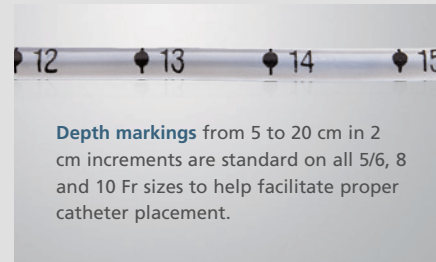 12 13 14 15
Depth markings from 5 to 20 cm in 2
cm increments are standard on all 5/6, 8
and 10 Fr sizes to help facilitate proper
catheter placement.